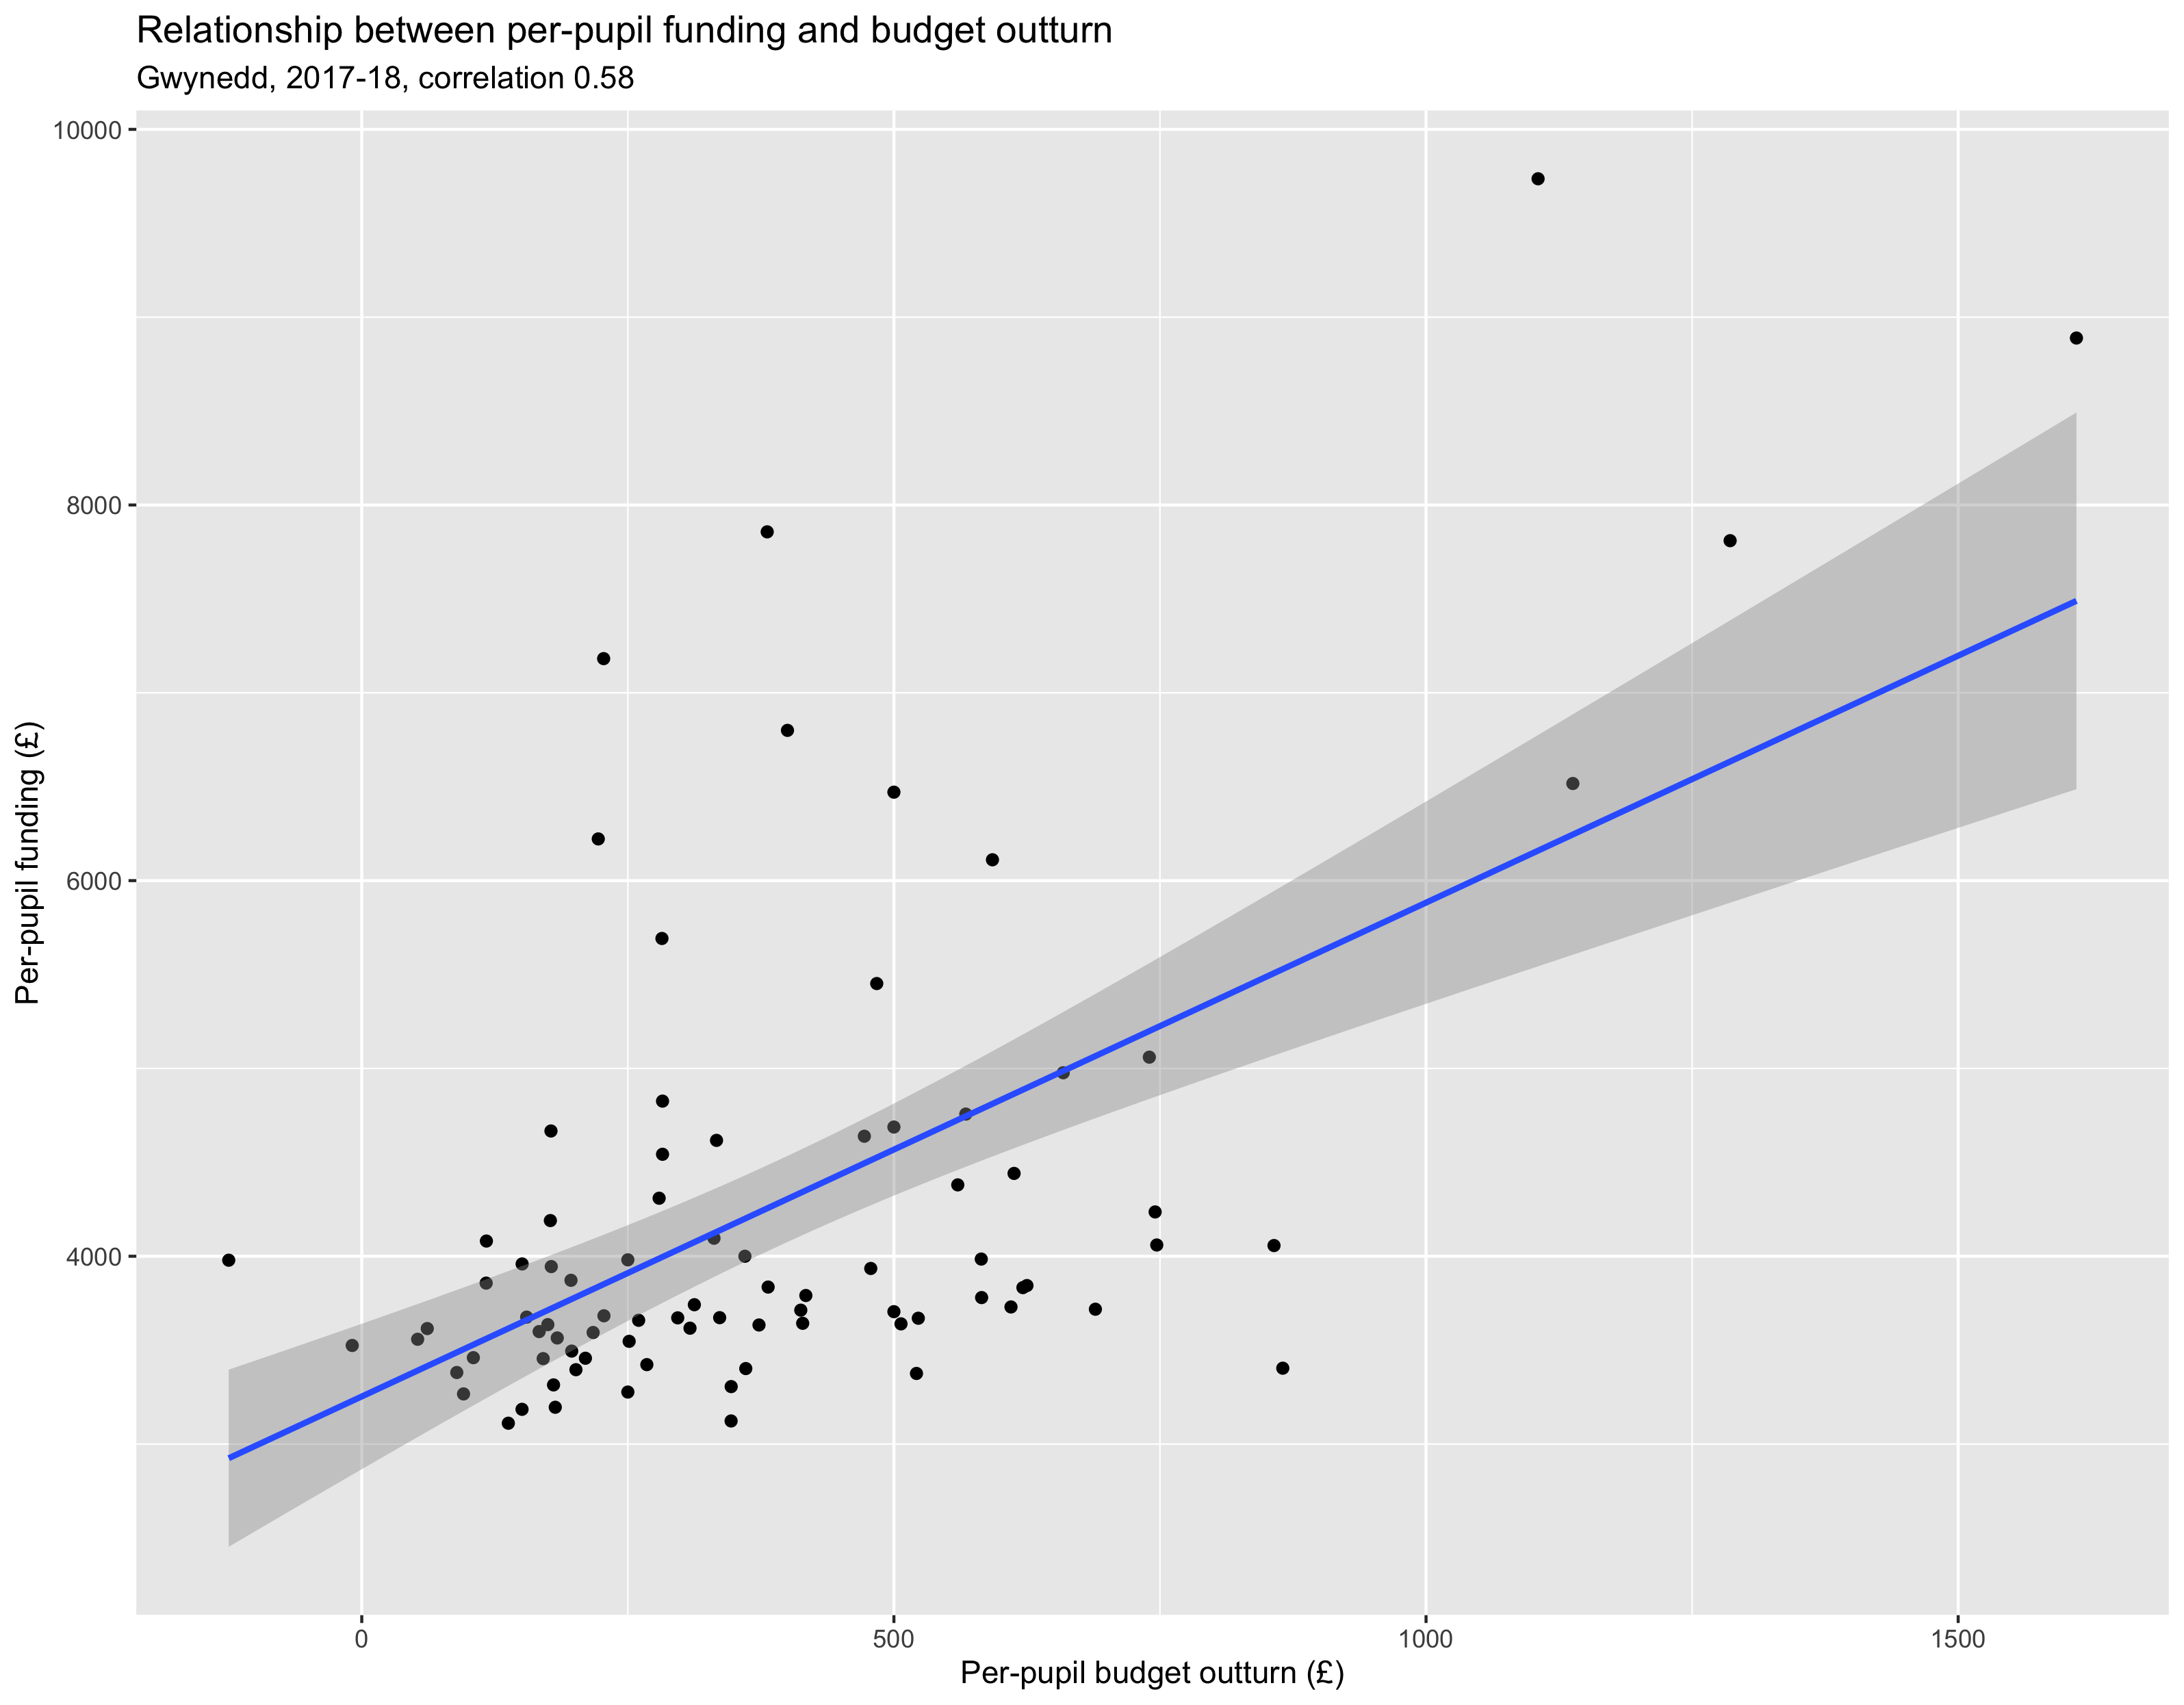 Relationship between per-pupil funding and budget outturn
Gwynedd, 2017-18, correlation 0.58
10000
8000
6000
4000
Per-pupil funding (£)
0 500 1000 1500
Per-pupil budget outturn (£)